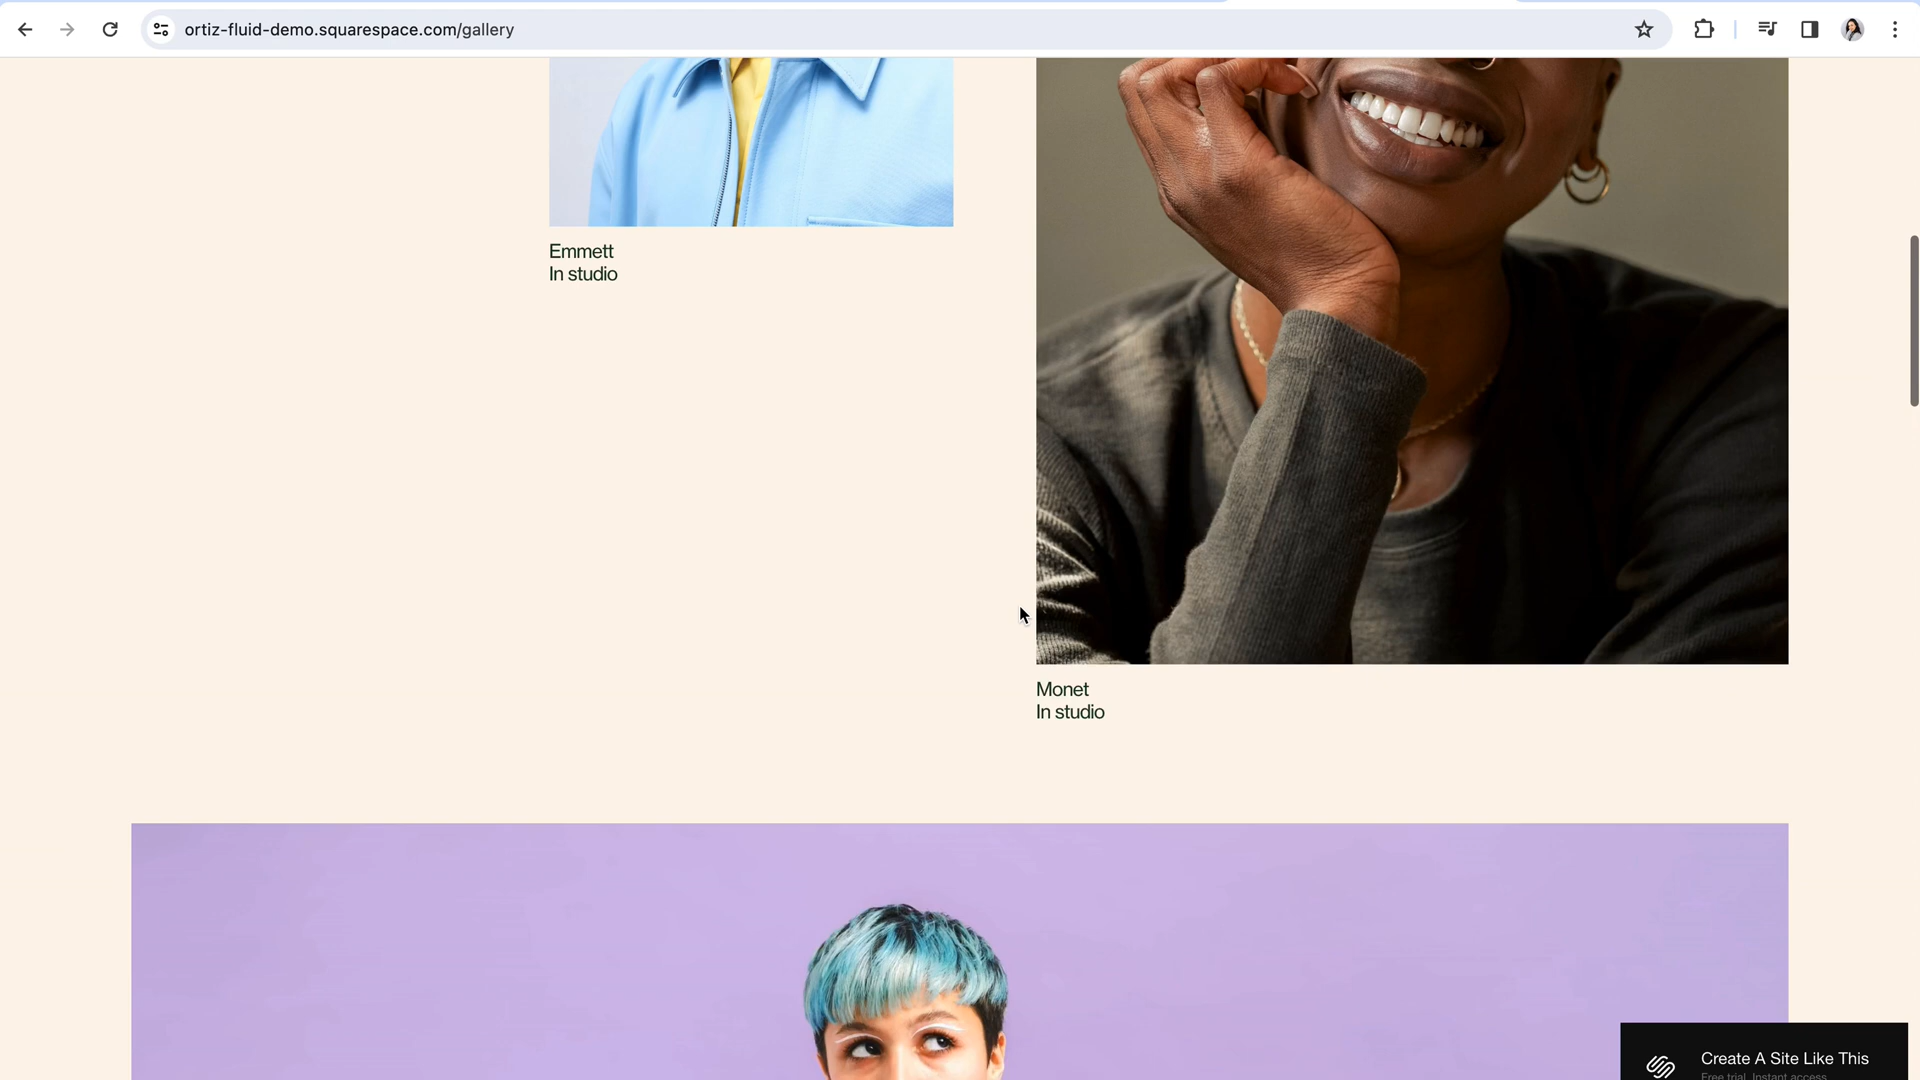 ortiz-fluid-demo.squarespace.com/gallery
Emmett
In studio
Monet
In studio
Create A Site Like This
Free trial. Instant access.